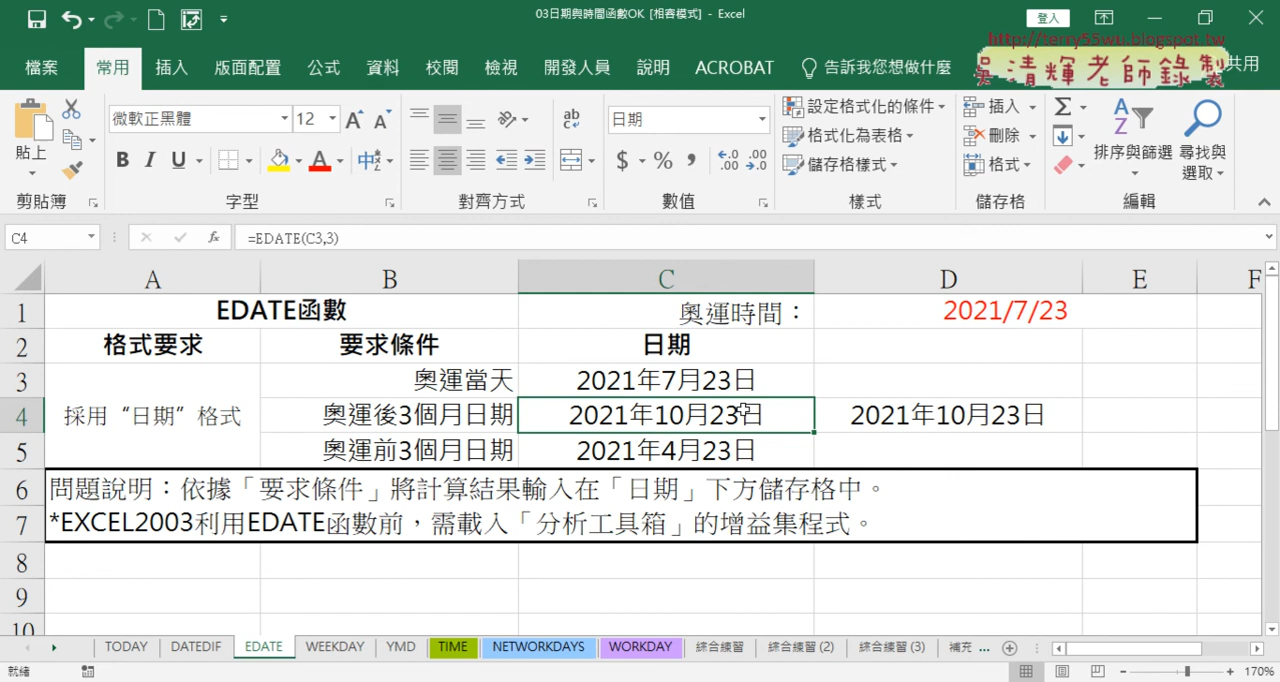 03日期與時間函數OK [相容模式] - Excel
登入
http://terry55wu.blogspot.tw
吳清輝老師錄製
檔案 常用 插入 版面配置 公式 資料 校閱 檢視 開發人員 說明 ACROBAT 告訴我您想做什麼 共用
貼上
微軟正黑體 12
B I U A 中
ab
日期
$ % ,
設定格式化的條件
格式化為表格
儲存格樣式
插入
刪除
格式
Σ
排序與篩選
尋找與選取
剪貼簿 字型 對齊方式 數值 樣式 儲存格 編輯
C4 fx =EDATE(C3,3)
A B C D E F
1 EDATE函數 奧運時間： 2021/7/23
2 格式要求 要求條件 日期
3 奧運當天 2021年7月23日
4 採用“日期”格式 奧運後3個月日期 2021年10月23日 2021年10月23日
5 奧運前3個月日期 2021年4月23日
6 問題說明：依據「要求條件」將計算結果輸入在「日期」下方儲存格中。
7 *EXCEL2003利用EDATE函數前，需載入「分析工具箱」的增益集程式。
8
9
10
TODAY DATEDIF EDATE WEEKDAY YMD TIME NETWORKDAYS WORKDAY 綜合練習 綜合練習 (2) 綜合練習 (3) 補充 ...
就緒 170%